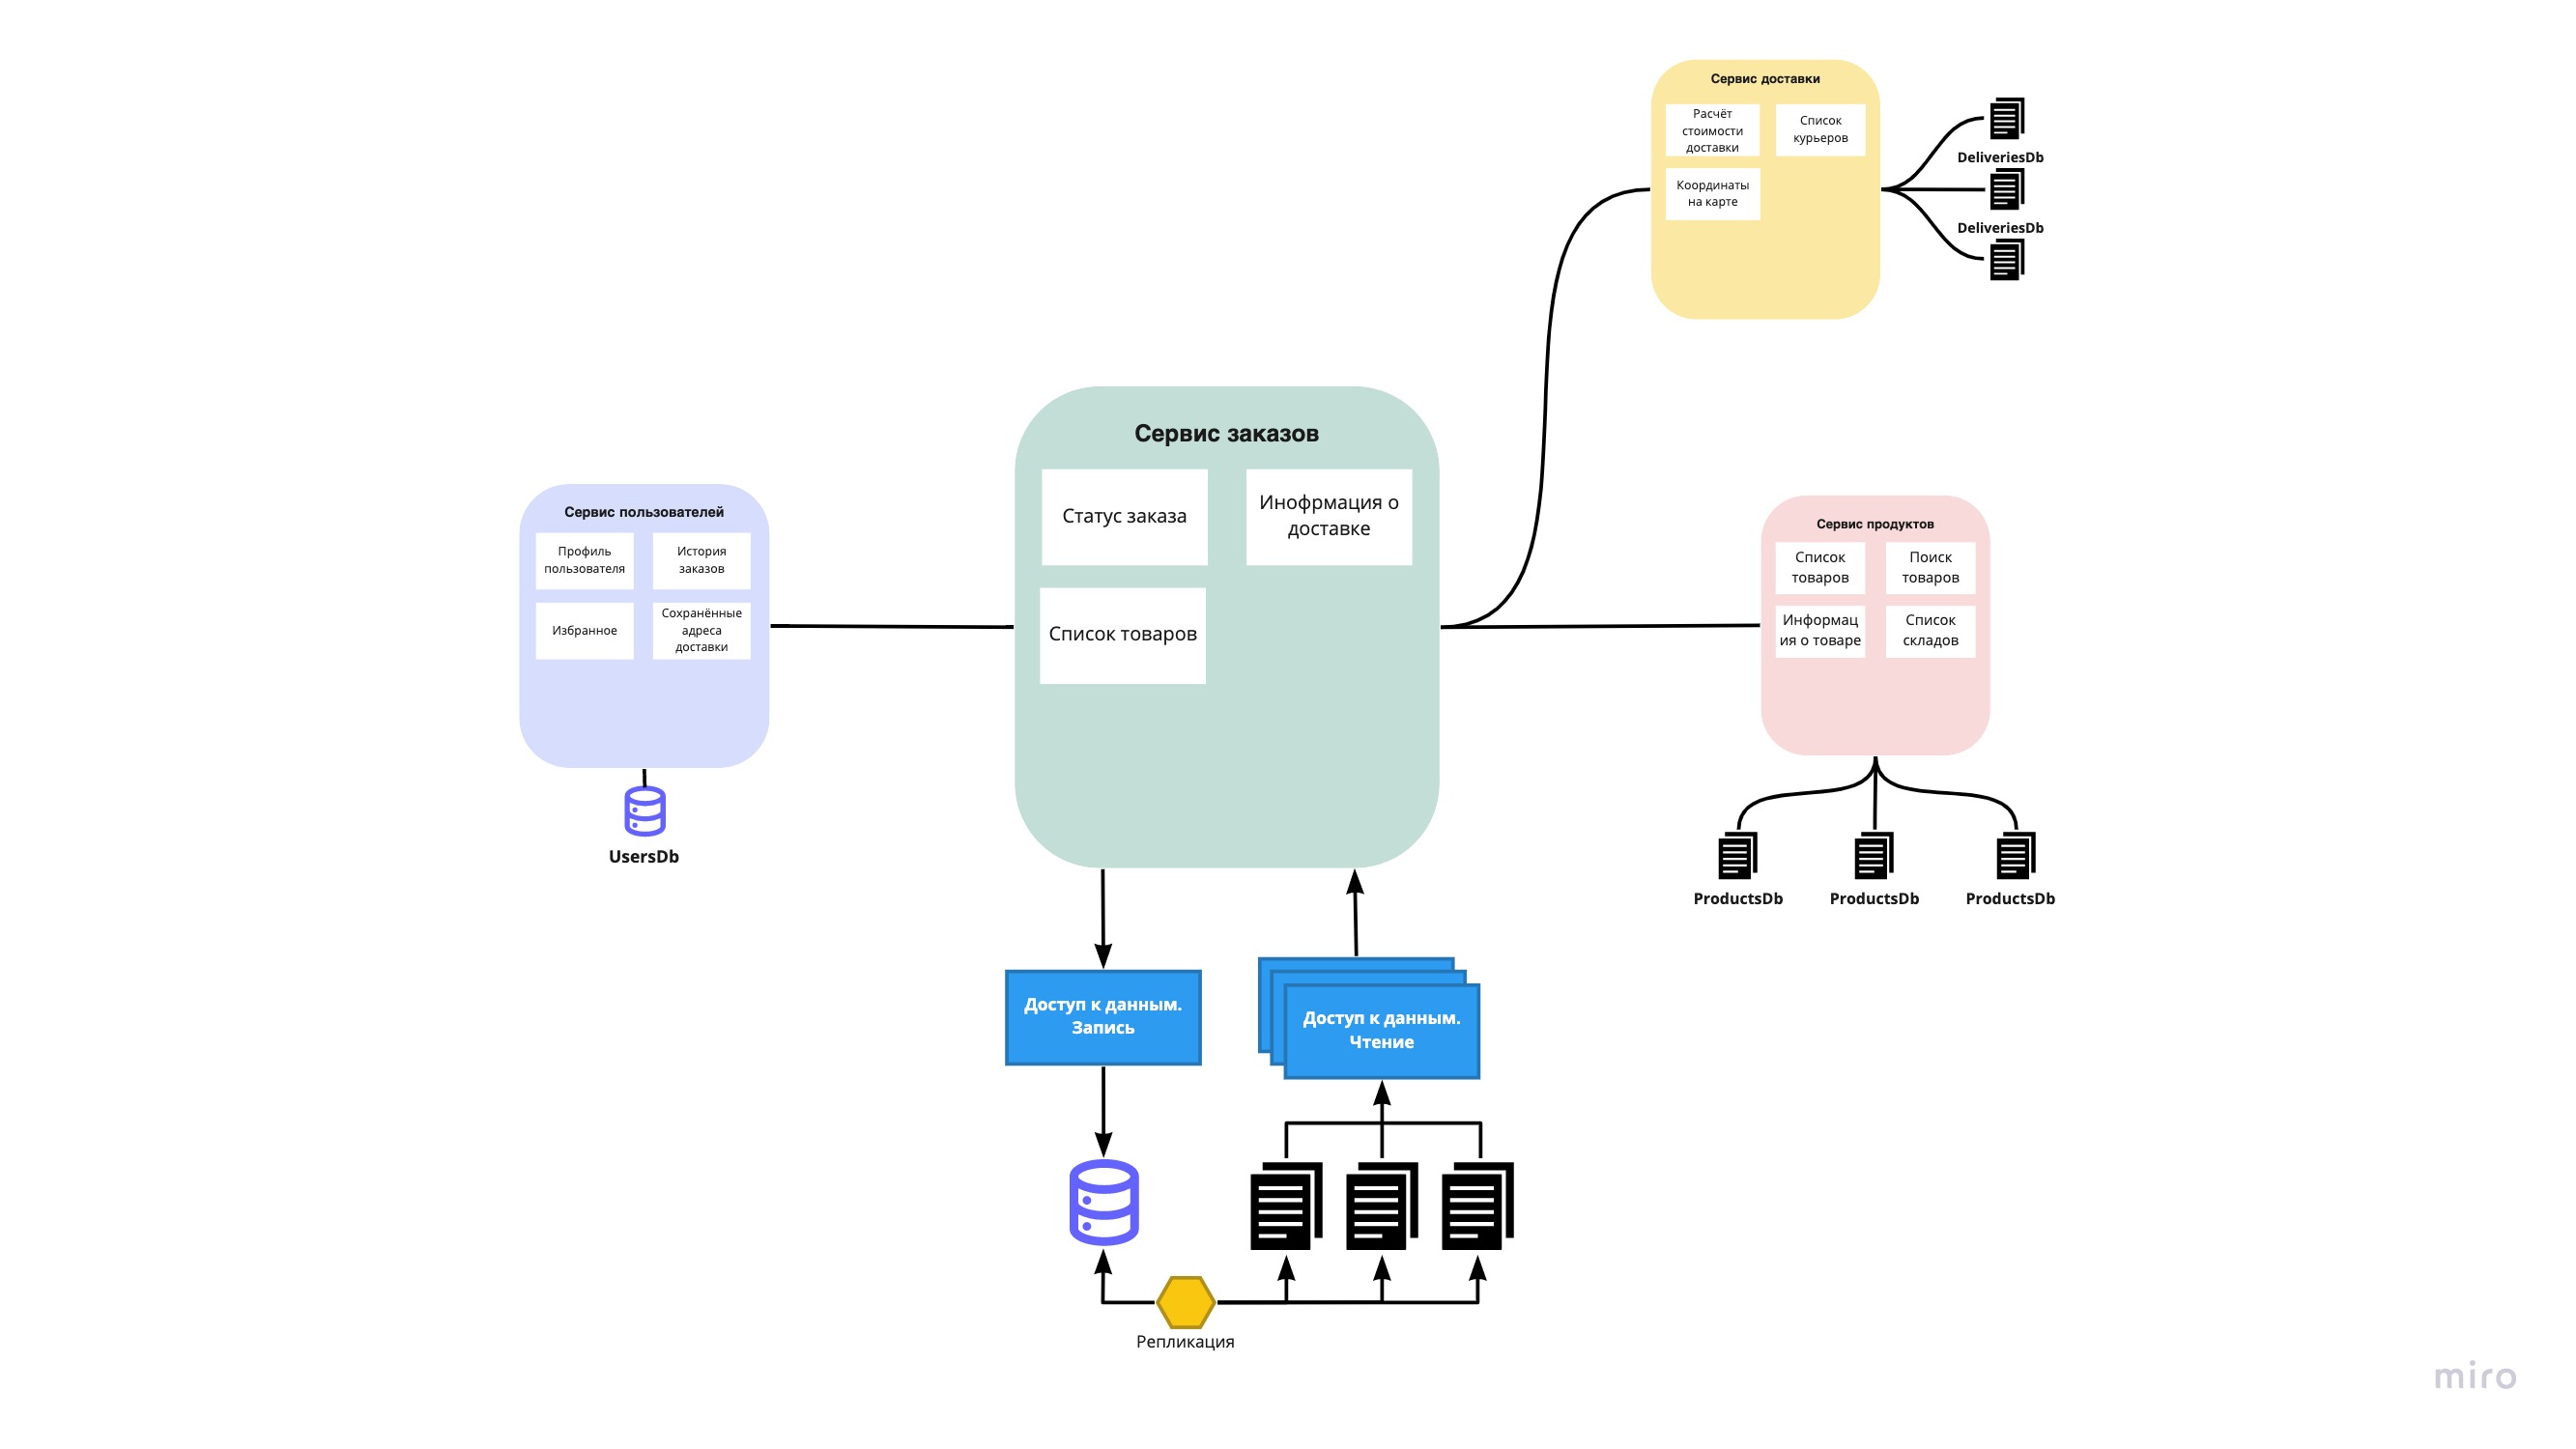 Сервис доставки
Расчёт
стоимости
доставки
Список
курьеров
Координаты
на карте
DeliveriesDb
DeliveriesDb
Сервис заказов
Статус заказа
Инофрмация о
доставке
Список товаров
Сервис пользователей
Профиль
пользователя
История
заказов
Избранное
Сохранённые
адреса
доставки
UsersDb
Сервис продуктов
Список
товаров
Поиск
товаров
Информац
ия о товаре
Список
складов
ProductsDb
ProductsDb
ProductsDb
Доступ к данным.
Запись
Доступ к данным.
Чтение
Репликация
miro